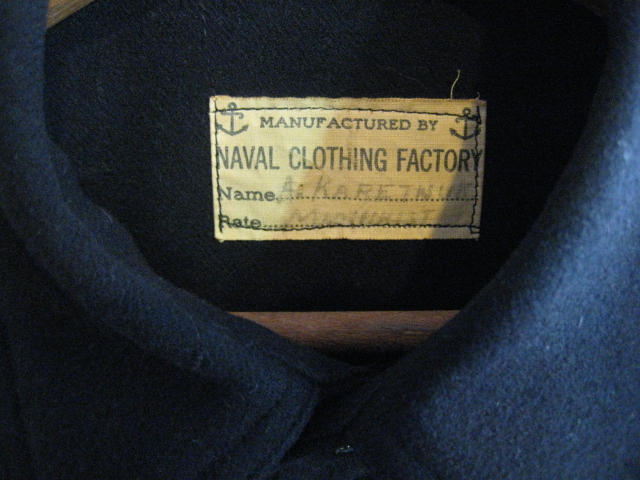 MANUFACTURED BY
NAVAL CLOTHING FACTORY
Name
Rate